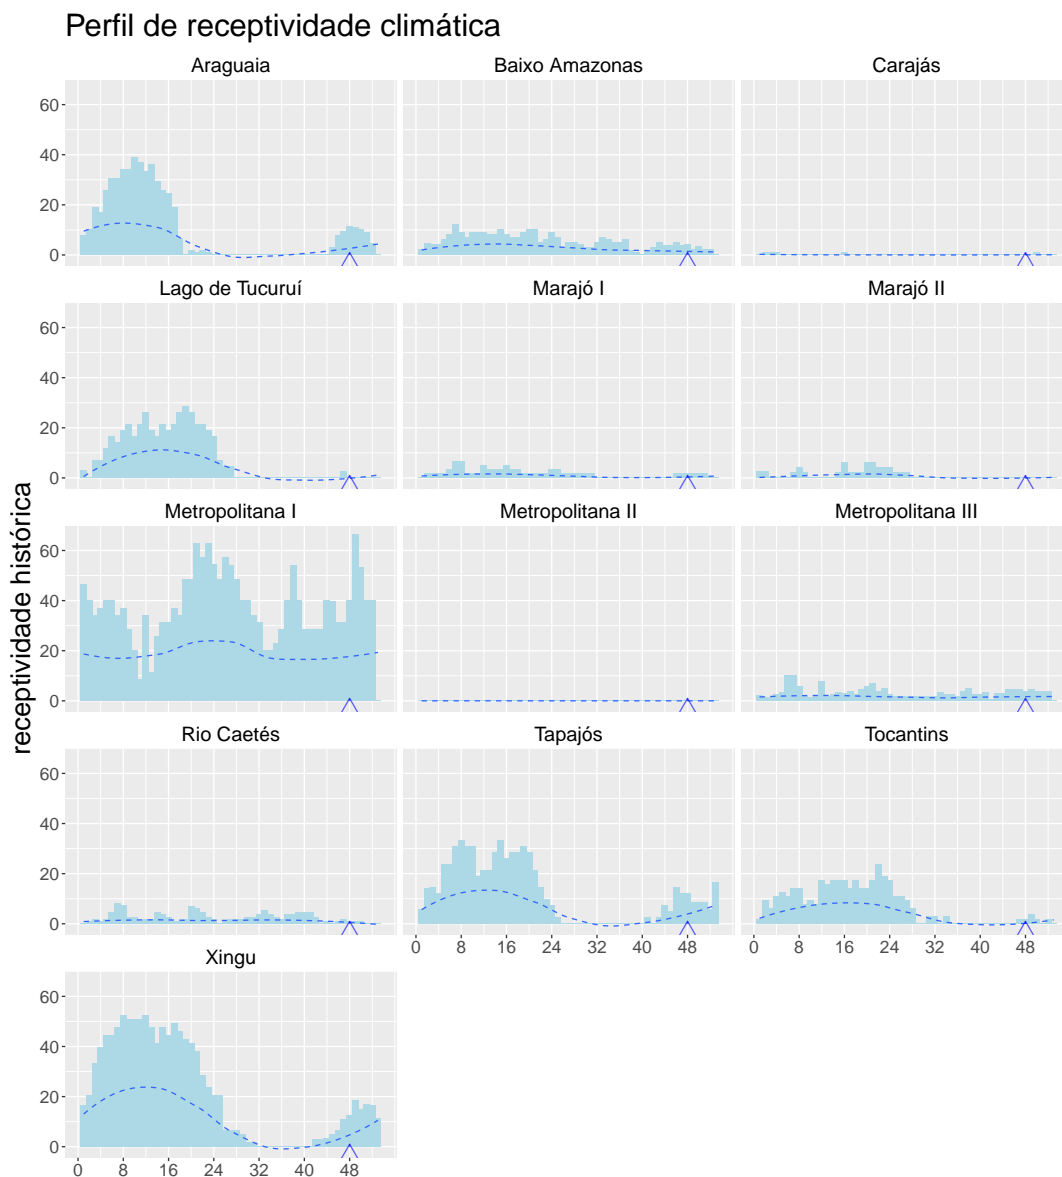 Perfil de receptividade climática
Araguaia
Baixo Amazonas
Carajás
60
40
20
0
Lago de Tucuruí
Marajó I
Marajó II
60
40
20
0
receptividade histórica
Metropolitana I
Metropolitana II
Metropolitana III
60
40
20
0
Rio Caetés
Tapajós
Tocantins
60
40
20
0
0 8 16 24 32 40 48
0 8 16 24 32 40 48
Xingu
60
40
20
0
0 8 16 24 32 40 48